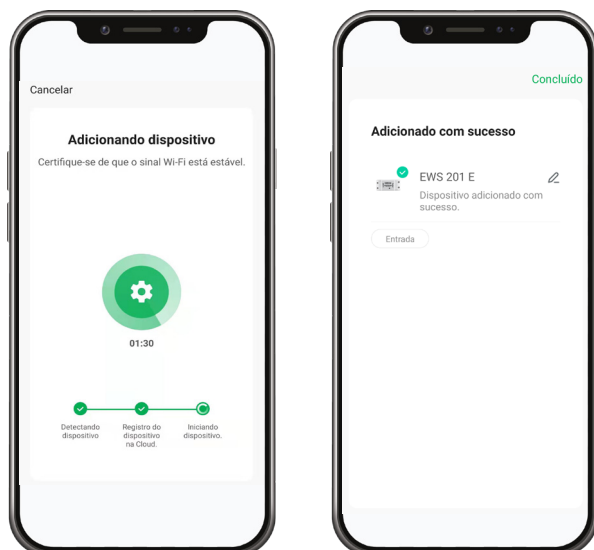 Cancelar
Adicionando dispositivo
Certifique-se de que o sinal Wi-Fi está estável.
01:30
Detectando
dispositivo
Registro do
dispositivo
na Cloud.
Iniciando
dispositivo.
Concluído
Adicionado com sucesso
EWS 201 E
Dispositivo adicionado com
sucesso.
Entrada